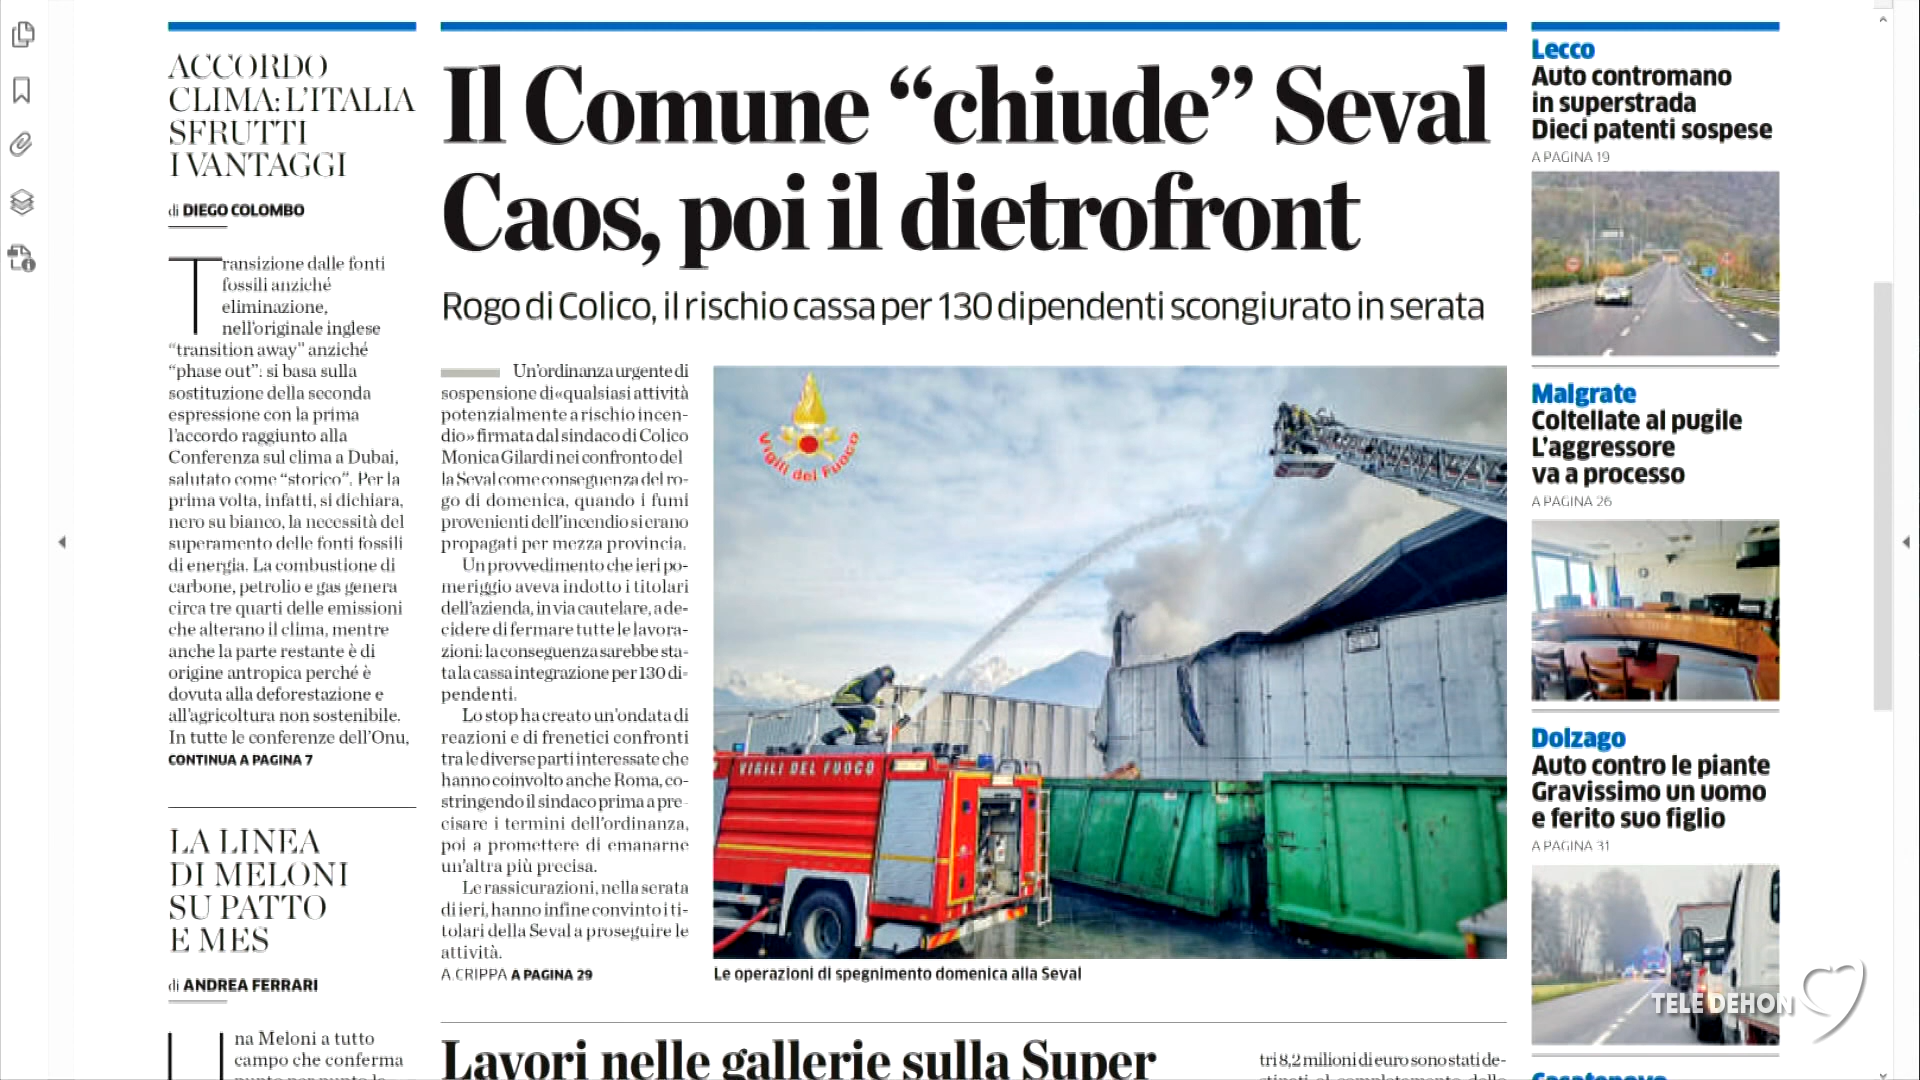 ACCORDO
CLIMA: L'ITALIA
SFRUTTI
I VANTAGGI
di DIEGO COLOMBO
Transizione dalle fonti
fossili anziché
eliminazione,
nell'originale inglese
“transition away” anziché
“phase out”: si basa sulla
sostituzione della seconda
espressione con la prima
l'accordo raggiunto alla
Conferenza sul clima a Dubai,
salutato come “storico”. Per la
prima volta, infatti, si dichiara,
nero su bianco, la necessità del
superamento delle fonti fossili
di energia. La combustione di
carbone, petrolio e gas genera
circa tre quarti delle emissioni
che alterano il clima, mentre
anche la parte restante è di
origine antropica perché è
dovuta alla deforestazione e
all'agricoltura non sostenibile.
In tutte le conferenze dell'Onu,
CONTINUA A PAGINA 7
LA LINEA
DI MELONI
SU PATTO
E MES
di ANDREA FERRARI
Una Meloni a tutto
campo che conferma
Il Comune “chiude” Seval
Caos, poi il dietrofront
Rogo di Colico, il rischio cassa per 130 dipendenti scongiurato in serata
Un'ordinanza urgente di
sospensione di «qualsiasi attività
potenzialmente a rischio incen-
dio» firmata dal sindaco di Colico
Monica Gilardi nei confronto del
la Seval come conseguenza del ro-
go di domenica, quando i fumi
provenienti dell'incendio si erano
propagati per mezza provincia.
Un provvedimento che ieri po-
meriggio aveva indotto i titolari
dell'azienda, in via cautelare, a de-
cidere di fermare tutte le lavora-
zioni: la conseguenza sarebbe sta-
ta la cassa integrazione per 130 di-
pendenti.
Lo stop ha creato un'ondata di
reazioni e di frenetici confronti
tra le diverse parti interessate che
hanno coinvolto anche Roma, co-
stringendo il sindaco prima a pre-
cisare i termini dell'ordinanza,
poi a promettere di emanarne
un'altra più precisa.
Le rassicurazioni, nella serata
di ieri, hanno infine convinto i ti-
tolari della Seval a proseguire le
attività.
A. CRIPPA A PAGINA 29
Vigili del Fuoco
VIGILI DEL FUOCO
Le operazioni di spegnimento domenica alla Seval
Lavori nelle gallerie sulla Super
tri 8,2 milioni di euro sono stati de-
Lecco
Auto contromano
in superstrada
Dieci patenti sospese
A PAGINA 19
Malgrate
Coltellate al pugile
L'aggressore
va a processo
A PAGINA 26
Dolzago
Auto contro le piante
Gravissimo un uomo
e ferito suo figlio
A PAGINA 31
TELE DEHON